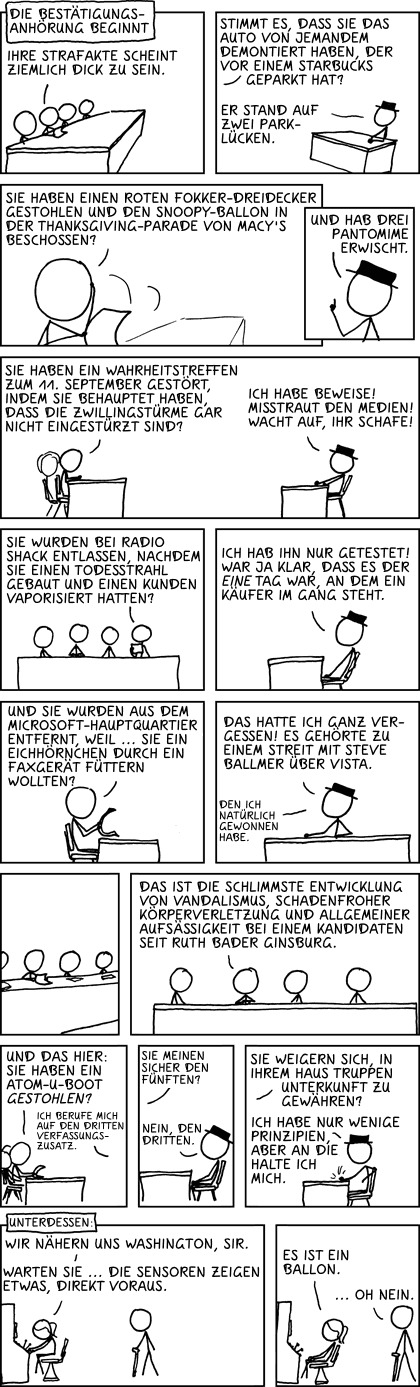 DIE BESTÄTIGUNGS-
ANHÖRUNG BEGINNT
IHRE STRAFAKTE SCHEINT
ZIEMLICH DICK ZU SEIN.
STIMMT ES, DASS SIE DAS
AUTO VON JEMANDEM
DEMONTIERT HABEN, DER
VOR EINEM STARBUCKS
GEPARKT HAT?
ER STAND AUF
ZWEI PARK-
LÜCKEN.
SIE HABEN EINEN ROTEN FOKKER-DREIDECKER
GESTOHLEN UND DEN SNOOPY-BALLON IN
DER THANKSGIVING-PARADE VON MACY'S
BESCHOSSEN?
UND HAB DREI
PANTOMIME
ERWISCHT.
SIE HABEN EIN WAHRHEITSTREFFEN
ZUM 11. SEPTEMBER GESTÖRT,
INDEM SIE BEHAUPTET HABEN,
DASS DIE ZWILLINGSTÜRME GAR
NICHT EINGESTÜRZT SIND?
ICH HABE BEWEISE!
MISSTRAUT DEN MEDIEN!
WACHT AUF, IHR SCHAFE!
SIE WURDEN BEI RADIO
SHACK ENTLASSEN, NACHDEM
SIE EINEN TODESSTRAHL
GEBAUT UND EINEN KUNDEN
VAPORISIERT HATTEN?
ICH HAB IHN NUR GETESTET!
WAR JA KLAR, DASS ES DER
EINE TAG WAR, AN DEM EIN
KÄUFER IM GANG STEHT.
UND SIE WURDEN AUS DEM
MICROSOFT-HAUPTQUARTIER
ENTFERNT, WEIL ... SIE EIN
EICHHÖRNCHEN DURCH EIN
FAXGERÄT FÜTTERN
WOLLTEN?
DAS HATTE ICH GANZ VER-
GESSEN! ES GEHÖRTE ZU
EINEM STREIT MIT STEVE
BALLMER ÜBER VISTA.
DEN ICH
NATÜRLICH
GEWONNEN
HABE.
DAS IST DIE SCHLIMMSTE ENTWICKLUNG
VON VANDALISMUS, SCHADENFROHER
KÖRPERVERLETZUNG UND ALLGEMEINER
AUFSÄSSIGKEIT BEI EINEM KANDIDATEN
SEIT RUTH BADER GINSBURG.
UND DAS HIER:
SIE HABEN EIN
ATOM-U-BOOT
GESTOHLEN?
ICH BERUFE MICH
AUF DEN DRITTEN
VERFASSUNGS-
ZUSATZ.
SIE MEINEN
SICHER DEN
FÜNFTEN?
NEIN, DEN
DRITTEN.
SIE WEIGERN SICH, IN
IHREM HAUS TRUPPEN
UNTERKUNFT ZU
GEWÄHREN?
ICH HABE NUR WENIGE
PRINZIPIEN,
ABER AN DIE
HALTE ICH
MICH.
UNTERDESSEN:
WIR NÄHERN UNS WASHINGTON, SIR.
WARTEN SIE ... DIE SENSOREN ZEIGEN
ETWAS, DIREKT VORAUS.
ES IST EIN
BALLON.
... OH NEIN.